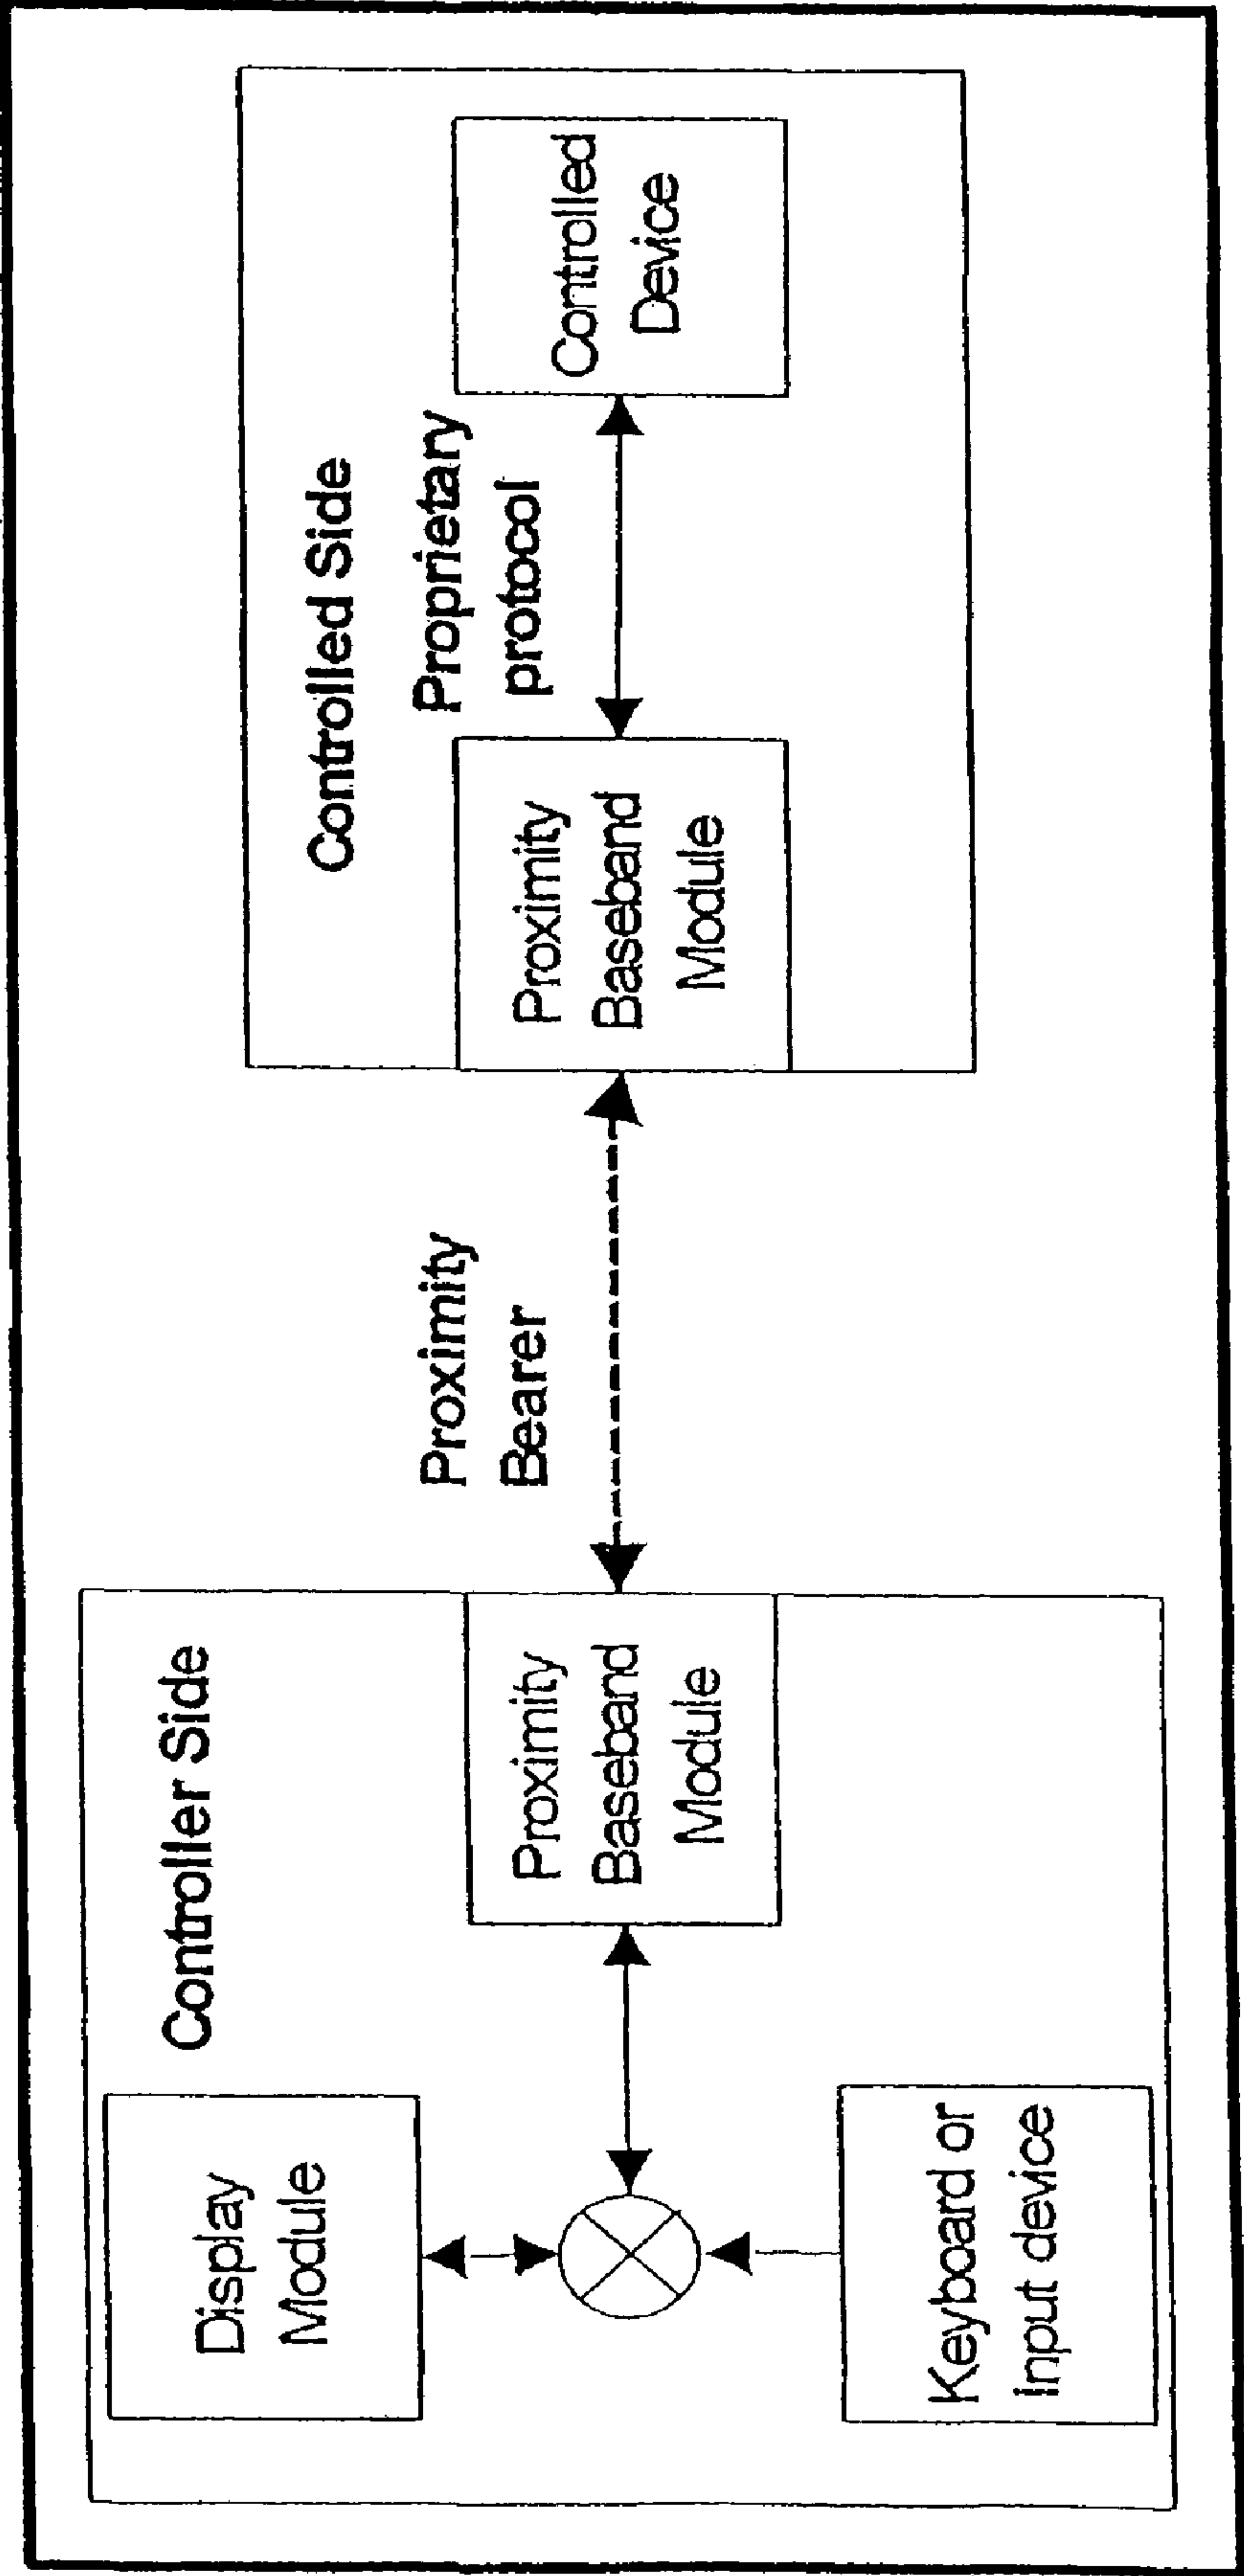 Controller Side
Display
Module
Keyboard or
Input device
Proximity
Baseband
Module
Proximity
Bearer
Controlled Side
Proximity
Baseband
Module
Proprietary
protocol
Controlled
Device